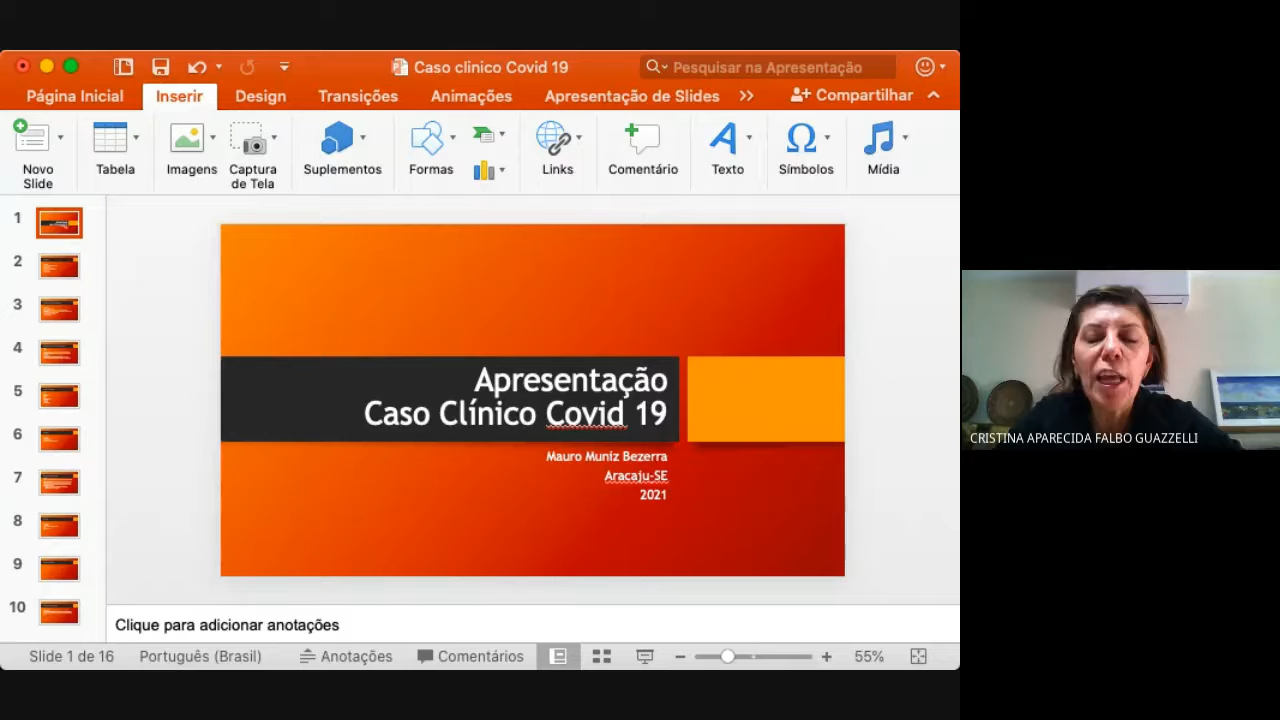 Caso clinico Covid 19
Pesquisar na Apresentação
Página Inicial
Inserir
Design
Transições
Animações
Apresentação de Slides
Compartilhar
Novo
Slide
Tabela
Imagens
Captura
de Tela
Suplementos
Formas
Links
Comentário
Texto
Símbolos
Mídia
1
2
3
4
5
6
7
8
9
10
Apresentação
Caso Clínico Covid 19
Mauro Muniz Bezerra
Aracaju-SE
2021
Clique para adicionar anotações
Slide 1 de 16
Português (Brasil)
Anotações
Comentários
55%
CRISTINA APARECIDA FALBO GUAZZELLI